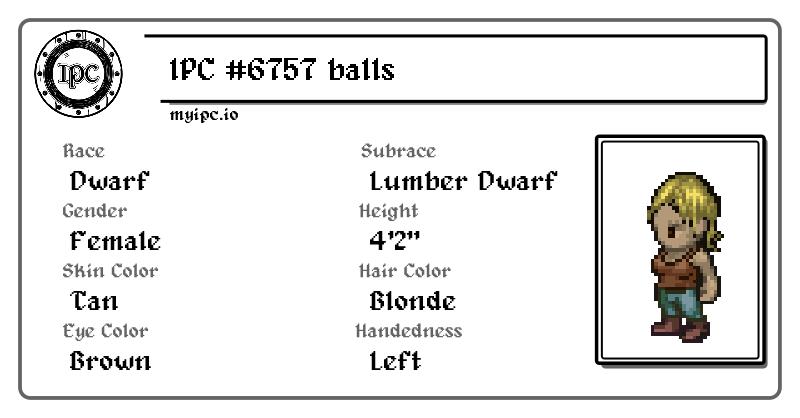 IPC
IPC #6757 balls
myipc.io
Race
Dwarf
Subrace
Lumber Dwarf
Gender
Female
Height
4'2"
Skin Color
Tan
Hair Color
Blonde
Eye Color
Brown
Handedness
Left